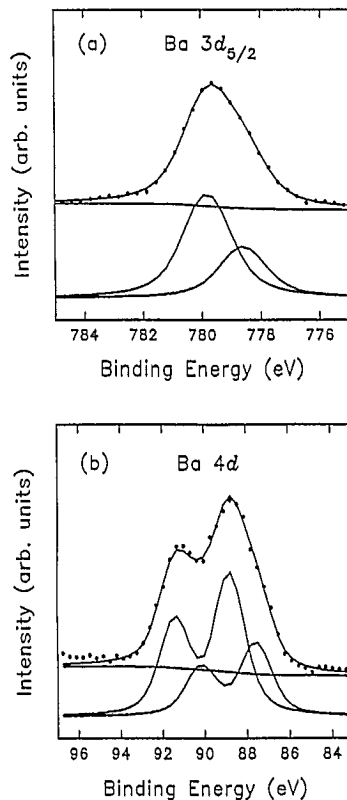 (a) Ba 3d5/2
Intensity (arb. units)
784 782 780 778 776
Binding Energy (eV)
(b) Ba 4d
Intensity (arb. units)
96 94 92 90 88 86 84
Binding Energy (eV)